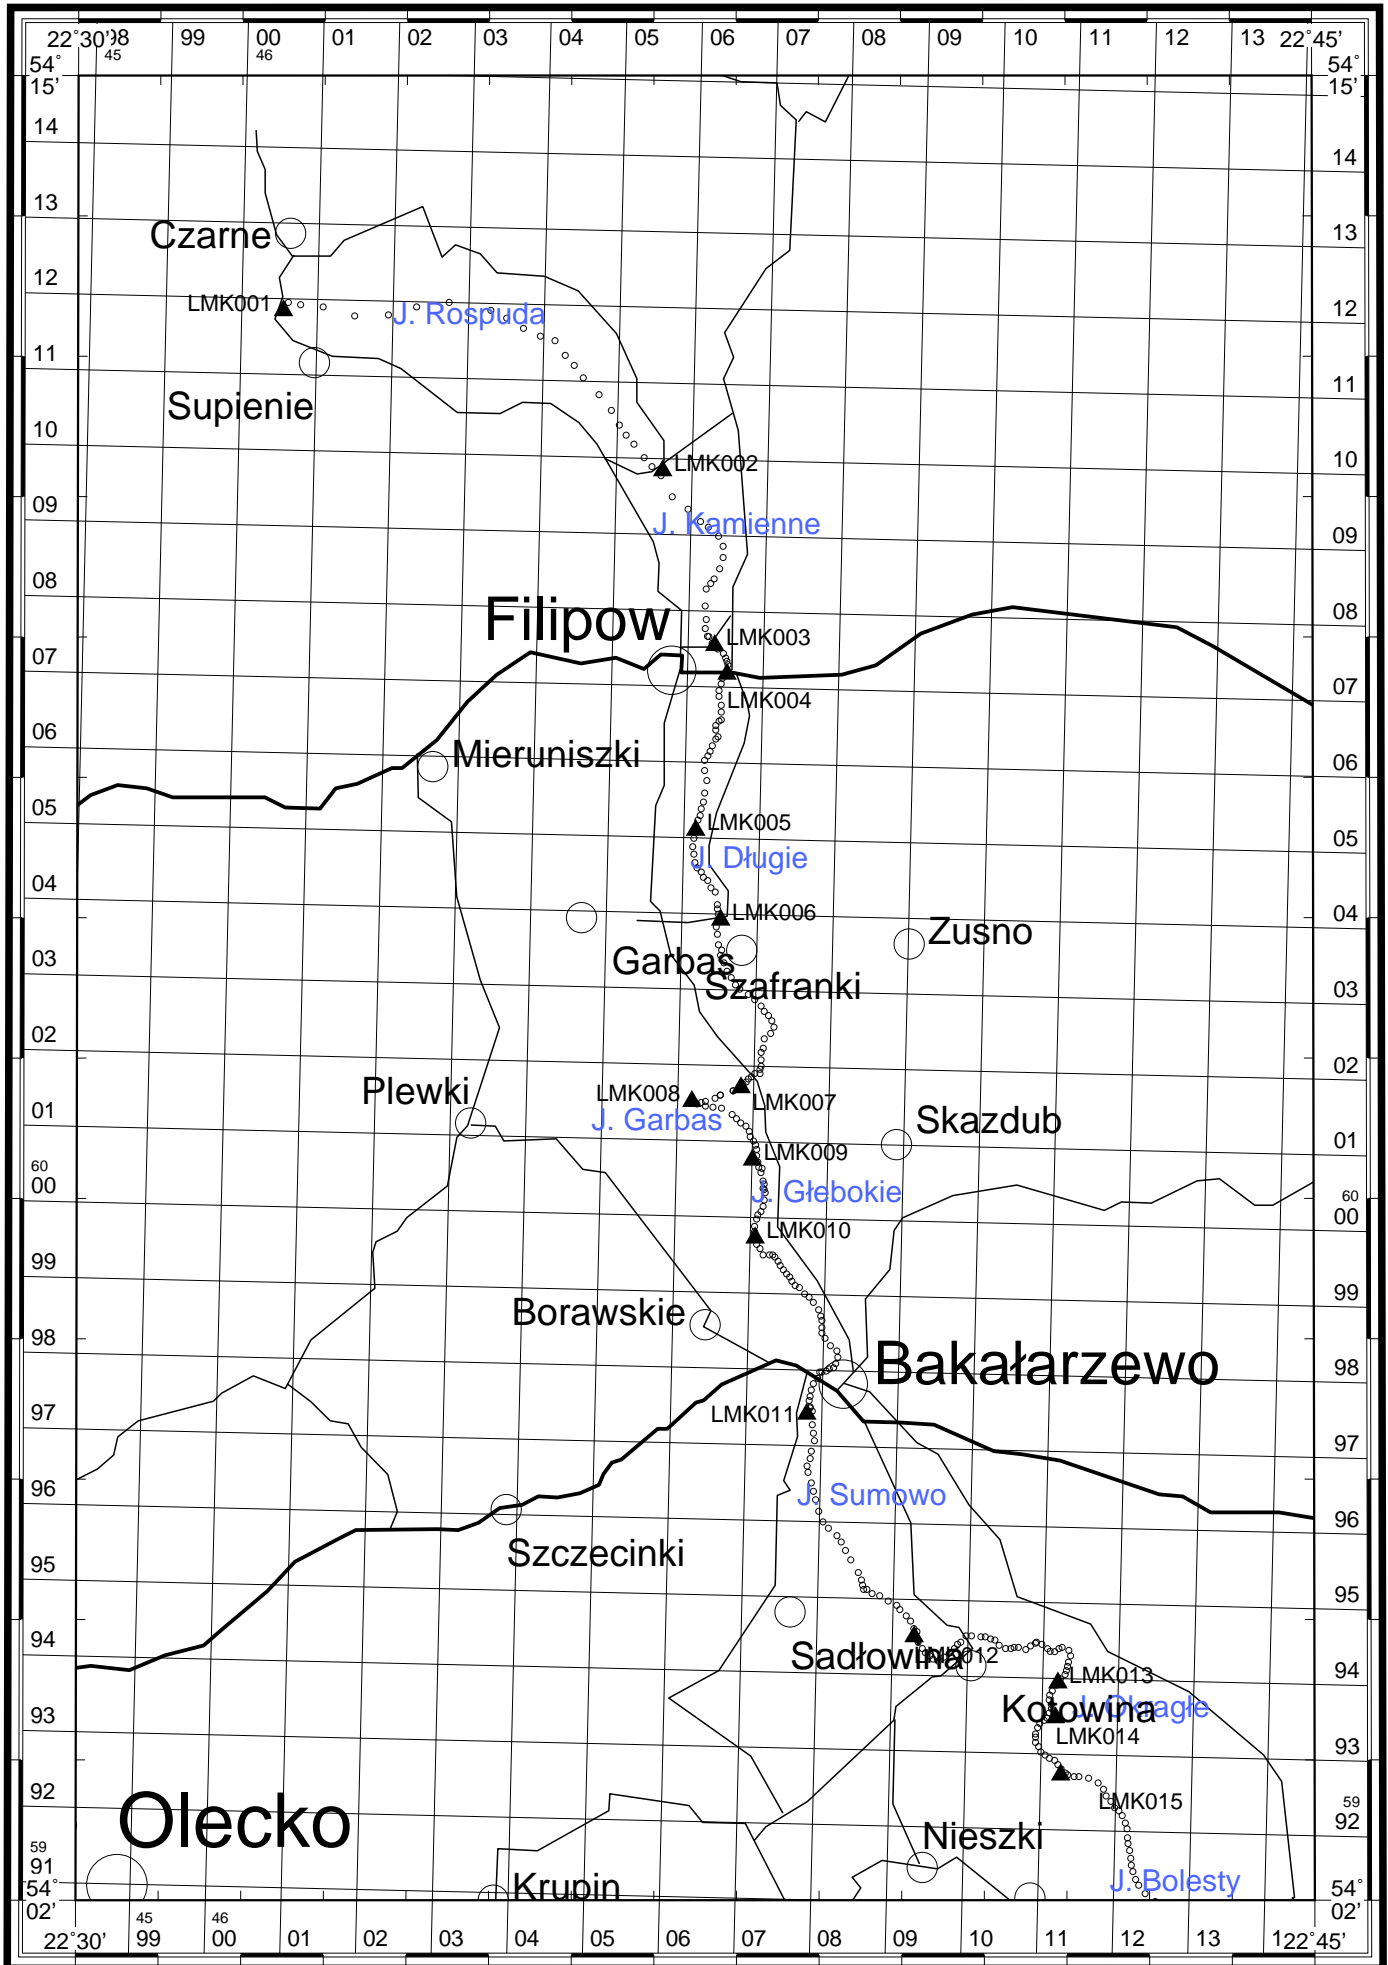 22°30’ 98 99 00 01 02 03 04 05 06 07 08 09 10 11 12 13 22°45’
45 46
54° 54°
15’ 15’
14 14
13 13
Czarne
12 12
LMK001
J. Rospuda
11 11
Supienie
10 10
LMK002
09 09
J. Kamienne
08 08
Filipow
LMK003
07 07
LMK004
06 06
Mieruniszki
05 05
LMK005
J. Długie
04 04
LMK006
Zusno
Garbas
03 03
Szafranki
02 02
Plewki
LMK008
LMK007
J. Garbas
01 01
Skazdub
LMK009
60 60
00 00
J. Głebokie
LMK010
99 99
Borawskie
98 98
Bakałarzewo
97 97
LMK011
96 96
J. Sumowo
Szczecinki
95 95
94 94
Sadłowina
LMK012
LMK013
Kotowina
J. Okragłe
93 93
LMK014
92
LMK015
59
92
Olecko
Nieszki
59
91
Krupin
J. Bolesty
54° 54°
02’ 02’
45 46
22°30’ 99 00 01 02 03 04 05 06 07 08 09 10 11 12 13 1 22°45’